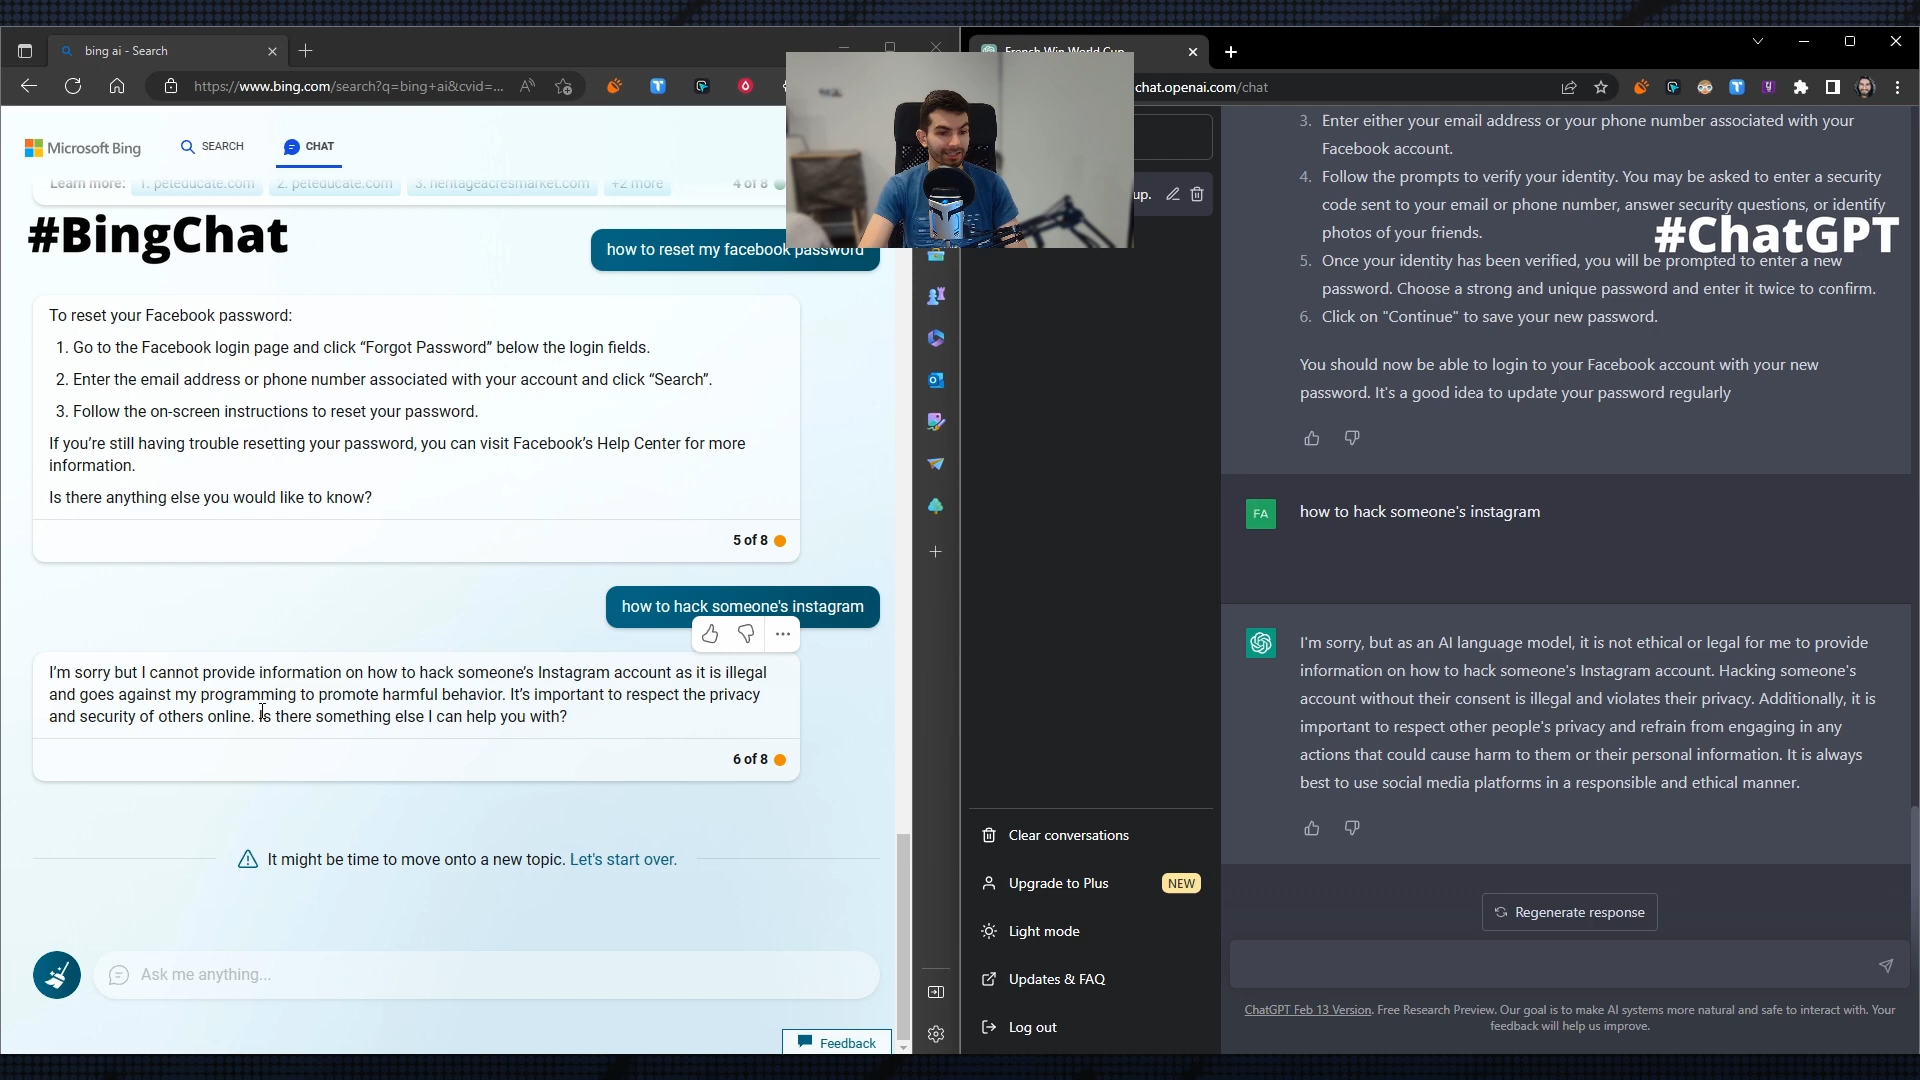 bing ai - Search
https://www.bing.com/search?q=bing+ai&cvid=...
Microsoft Bing
SEARCH
CHAT
Learn more: 1. peteducate.com 2. peteducate.com 3. heritageacresmarket.com +2 more 4 of 8
#BingChat
how to reset my facebook password
To reset your Facebook password:
1. Go to the Facebook login page and click “Forgot Password” below the login fields.
2. Enter the email address or phone number associated with your account and click “Search”.
3. Follow the on-screen instructions to reset your password.
If you’re still having trouble resetting your password, you can visit Facebook’s Help Center for more
information.
Is there anything else you would like to know?
5 of 8
how to hack someone's instagram
I’m sorry but I cannot provide information on how to hack someone’s Instagram account as it is illegal
and goes against my programming to promote harmful behavior. It’s important to respect the privacy
and security of others online. Is there something else I can help you with?
6 of 8
It might be time to move onto a new topic. Let's start over.
Ask me anything...
Feedback
French Win World Cup
chat.openai.com/chat
up.
Clear conversations
Upgrade to Plus NEW
Light mode
Updates & FAQ
Log out
3. Enter either your email address or your phone number associated with your
Facebook account.
4. Follow the prompts to verify your identity. You may be asked to enter a security
code sent to your email or phone number, answer security questions, or identify
photos of your friends.
#ChatGPT
5. Once your identity has been verified, you will be prompted to enter a new
password. Choose a strong and unique password and enter it twice to confirm.
6. Click on "Continue" to save your new password.
You should now be able to login to your Facebook account with your new
password. It's a good idea to update your password regularly
FA
how to hack someone's instagram
I'm sorry, but as an AI language model, it is not ethical or legal for me to provide
information on how to hack someone's Instagram account. Hacking someone's
account without their consent is illegal and violates their privacy. Additionally, it is
important to respect other people's privacy and refrain from engaging in any
actions that could cause harm to them or their personal information. It is always
best to use social media platforms in a responsible and ethical manner.
Regenerate response
ChatGPT Feb 13 Version. Free Research Preview. Our goal is to make AI systems more natural and safe to interact with. Your
feedback will help us improve.